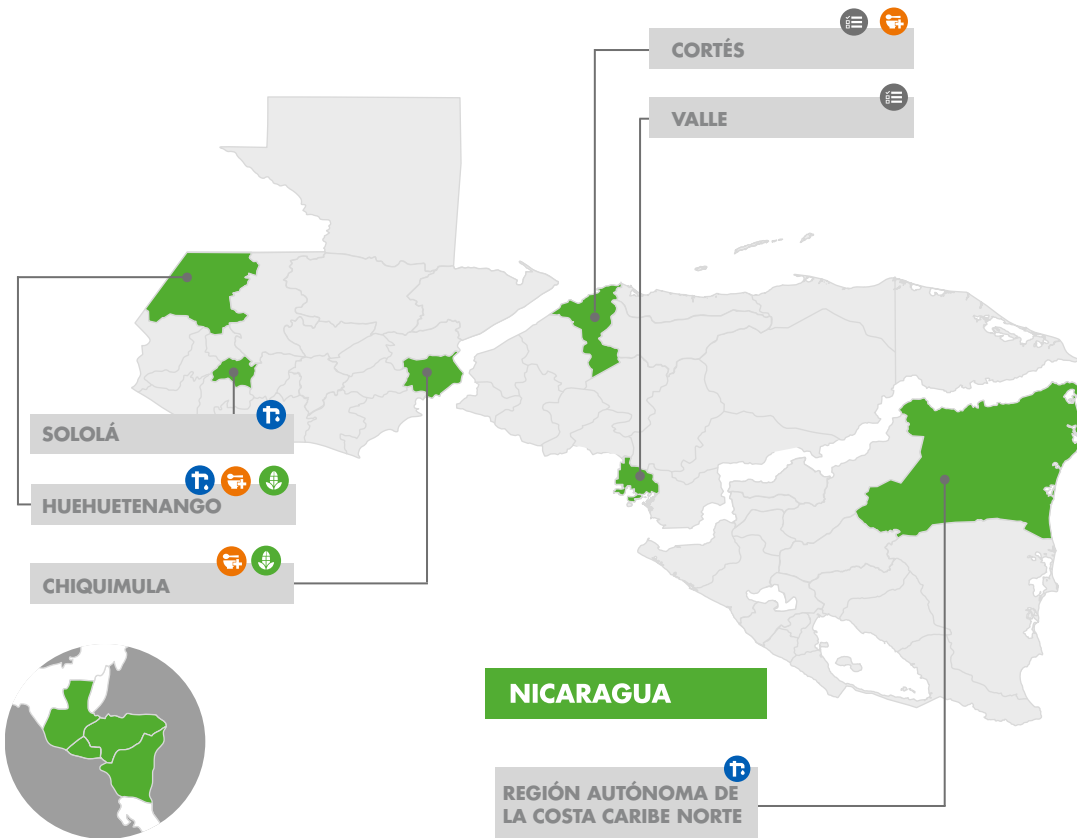 CORTÉS
VALLE
SOLOLÁ
HUEHUETENANGO
CHIQUIMULA
NICARAGUA
REGIÓN AUTÓNOMA DE
LA COSTA CARIBE NORTE